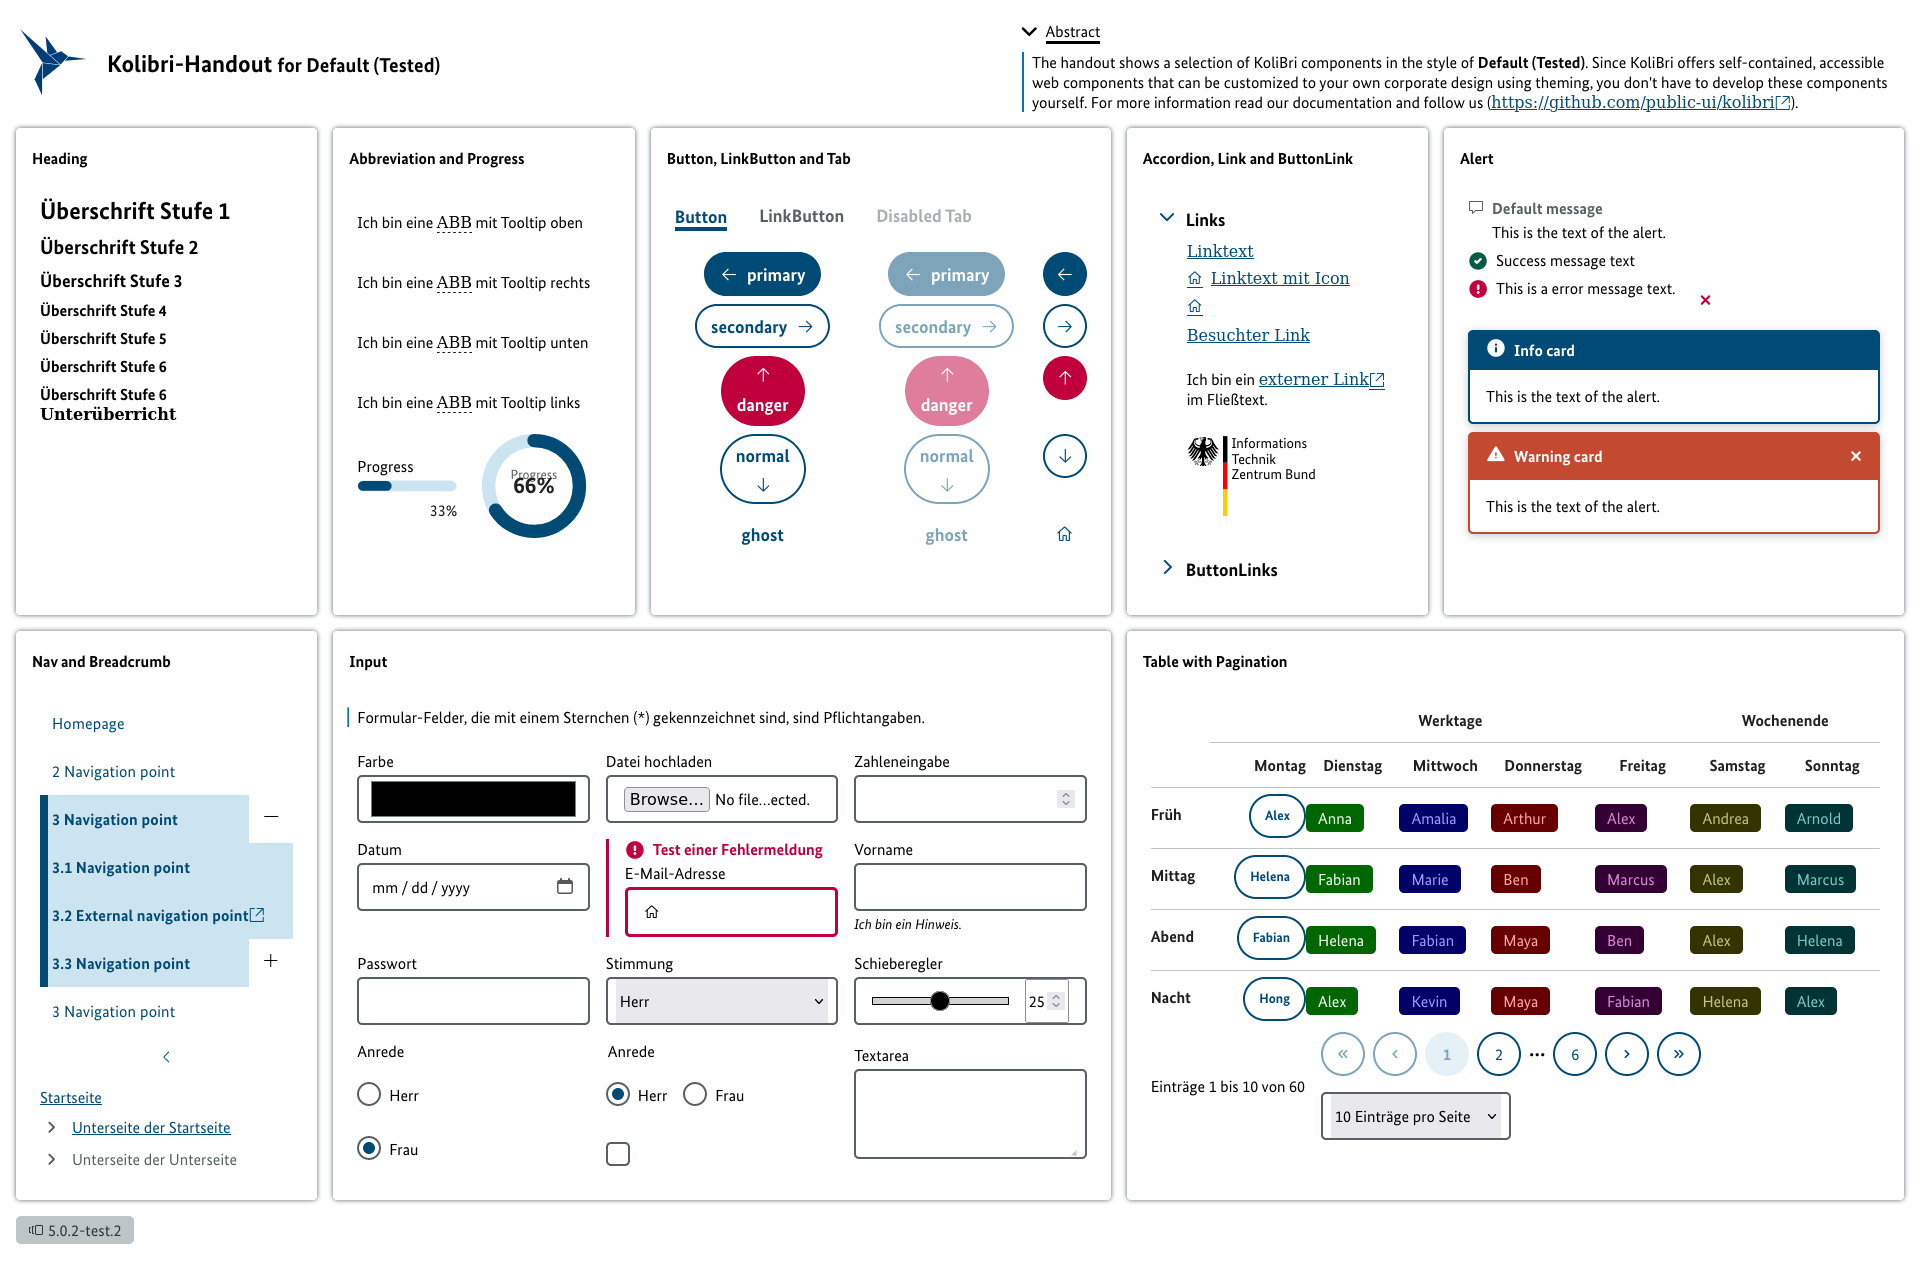 Kolibri-Handout for Default (Tested)
Abstract
The handout shows a selection of KoliBri components in the style of Default (Tested). Since KoliBri offers self-contained, accessible
web components that can be customized to your own corporate design using theming, you don't have to develop these components
yourself. For more information read our documentation and follow us (https://github.com/public-ui/kolibri).
Heading
Überschrift Stufe 1
Überschrift Stufe 2
Überschrift Stufe 3
Überschrift Stufe 4
Überschrift Stufe 5
Überschrift Stufe 6
Überschrift Stufe 6
Unterüberricht
Abbreviation and Progress
Ich bin eine ABB mit Tooltip oben
Ich bin eine ABB mit Tooltip rechts
Ich bin eine ABB mit Tooltip unten
Ich bin eine ABB mit Tooltip links
Progress
33%
Progress
66%
Button, LinkButton and Tab
Button LinkButton Disabled Tab
primary primary
secondary secondary
danger danger
normal normal
ghost ghost
Accordion, Link and ButtonLink
Links
Linktext
Linktext mit Icon
Besuchter Link
Ich bin ein externer Link
im Fließtext.
Informations
Technik
Zentrum Bund
ButtonLinks
Alert
Default message
This is the text of the alert.
Success message text
This is a error message text.
Info card
This is the text of the alert.
Warning card
This is the text of the alert.
Nav and Breadcrumb
Homepage
2 Navigation point
3 Navigation point
3.1 Navigation point
3.2 External navigation point
3.3 Navigation point
3 Navigation point
Startseite
Unterseite der Startseite
Unterseite der Unterseite
Input
Formular-Felder, die mit einem Sternchen (*) gekennzeichnet sind, sind Pflichtangaben.
Farbe
Datei hochladen
Browse... No file...ected.
Zahleneingabe
Datum
mm / dd / yyyy
Test einer Fehlermeldung
E-Mail-Adresse
Vorname
Ich bin ein Hinweis.
Passwort
Stimmung
Herr
Schieberegler
25
Anrede
Herr
Frau
Anrede
Herr Frau
Textarea
Table with Pagination
Werktage Wochenende
Montag Dienstag Mittwoch Donnerstag Freitag Samstag Sonntag
Früh Alex Anna Amalia Arthur Alex Andrea Arnold
Mittag Helena Fabian Marie Ben Marcus Alex Marcus
Abend Fabian Helena Fabian Maya Ben Alex Helena
Nacht Hong Alex Kevin Maya Fabian Helena Alex
1 2 ••• 6
Einträge 1 bis 10 von 60
10 Einträge pro Seite
5.0.2-test.2